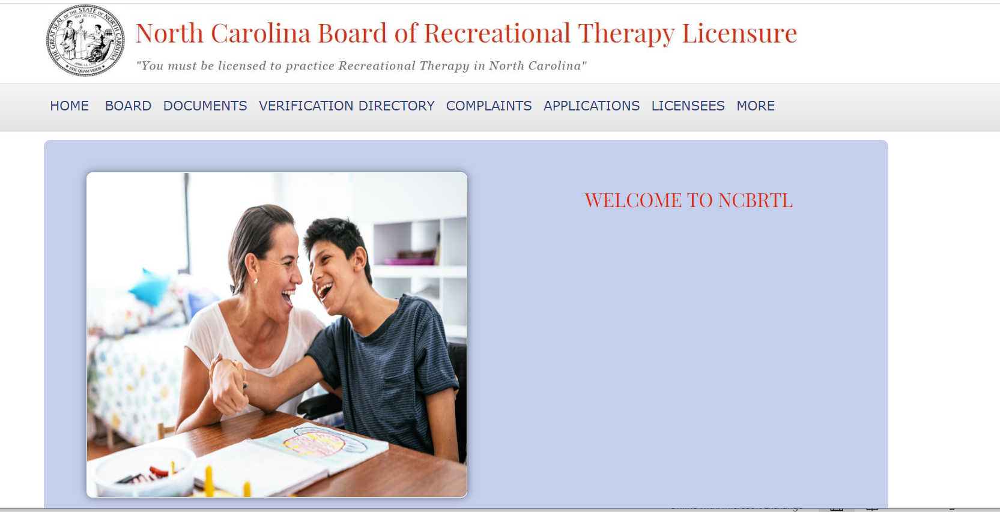 THE GREAT SEAL OF THE STATE OF NORTH CAROLINA
MAY 20, 1775
APRIL 12, 1776
ESSE QUAM VIDERI
North Carolina Board of Recreational Therapy Licensure
"You must be licensed to practice Recreational Therapy in North Carolina"
HOME BOARD DOCUMENTS VERIFICATION DIRECTORY COMPLAINTS APPLICATIONS LICENSEES MORE
WELCOME TO NCBRTL